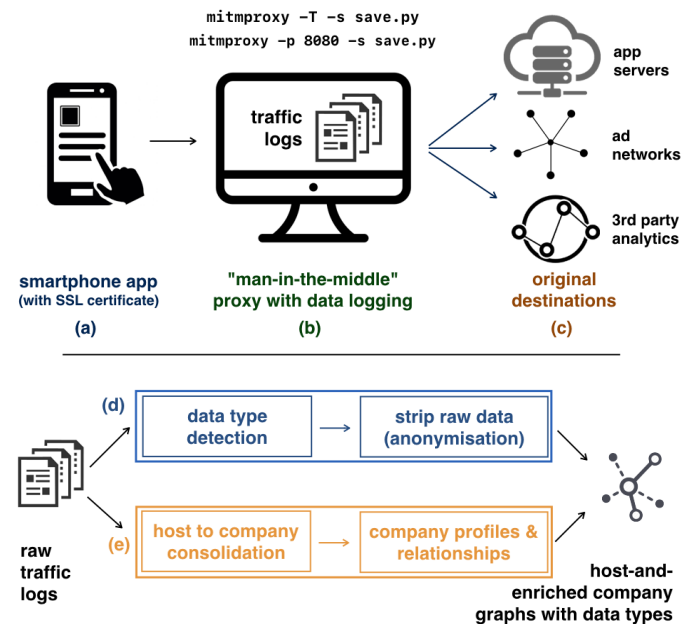 mitmproxy -T -s save.py
mitmproxy -p 8080 -s save.py
traffic
logs
app
servers
ad
networks
3rd party
analytics
smartphone app
(with SSL certificate)
(a)
"man-in-the-middle"
proxy with data logging
(b)
original
destinations
(c)
(d)
data type
detection
strip raw data
(anonymisation)
(e)
host to company
consolidation
company profiles &
relationships
raw
traffic
logs
host-and-
enriched company
graphs with data types